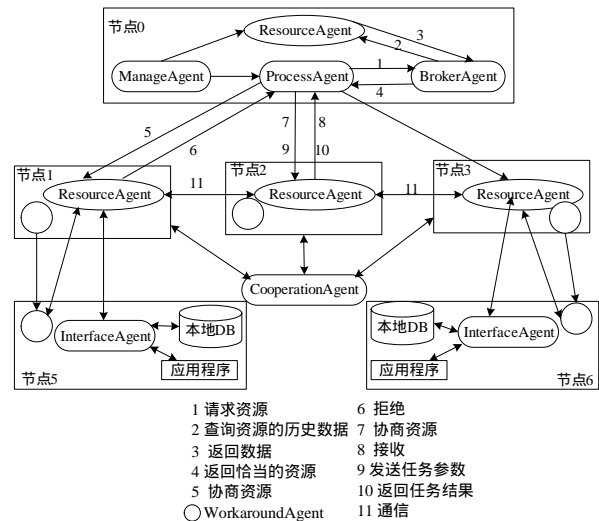 节点0
ResourceAgent
3
2
ManageAgent
ProcessAgent
1
BrokerAgent
4
5
6
7
8
9
10
节点1
ResourceAgent
11
节点2
ResourceAgent
11
节点3
ResourceAgent
CooperationAgent
InterfaceAgent
本地DB
应用程序
节点5
本地DB
InterfaceAgent
应用程序
节点6
1 请求资源
2 查询资源的历史数据
3 返回数据
4 返回恰当的资源
5 协商资源
WorkaroundAgent
6 拒绝
7 协商资源
8 接收
9 发送任务参数
10 返回任务结果
11 通信